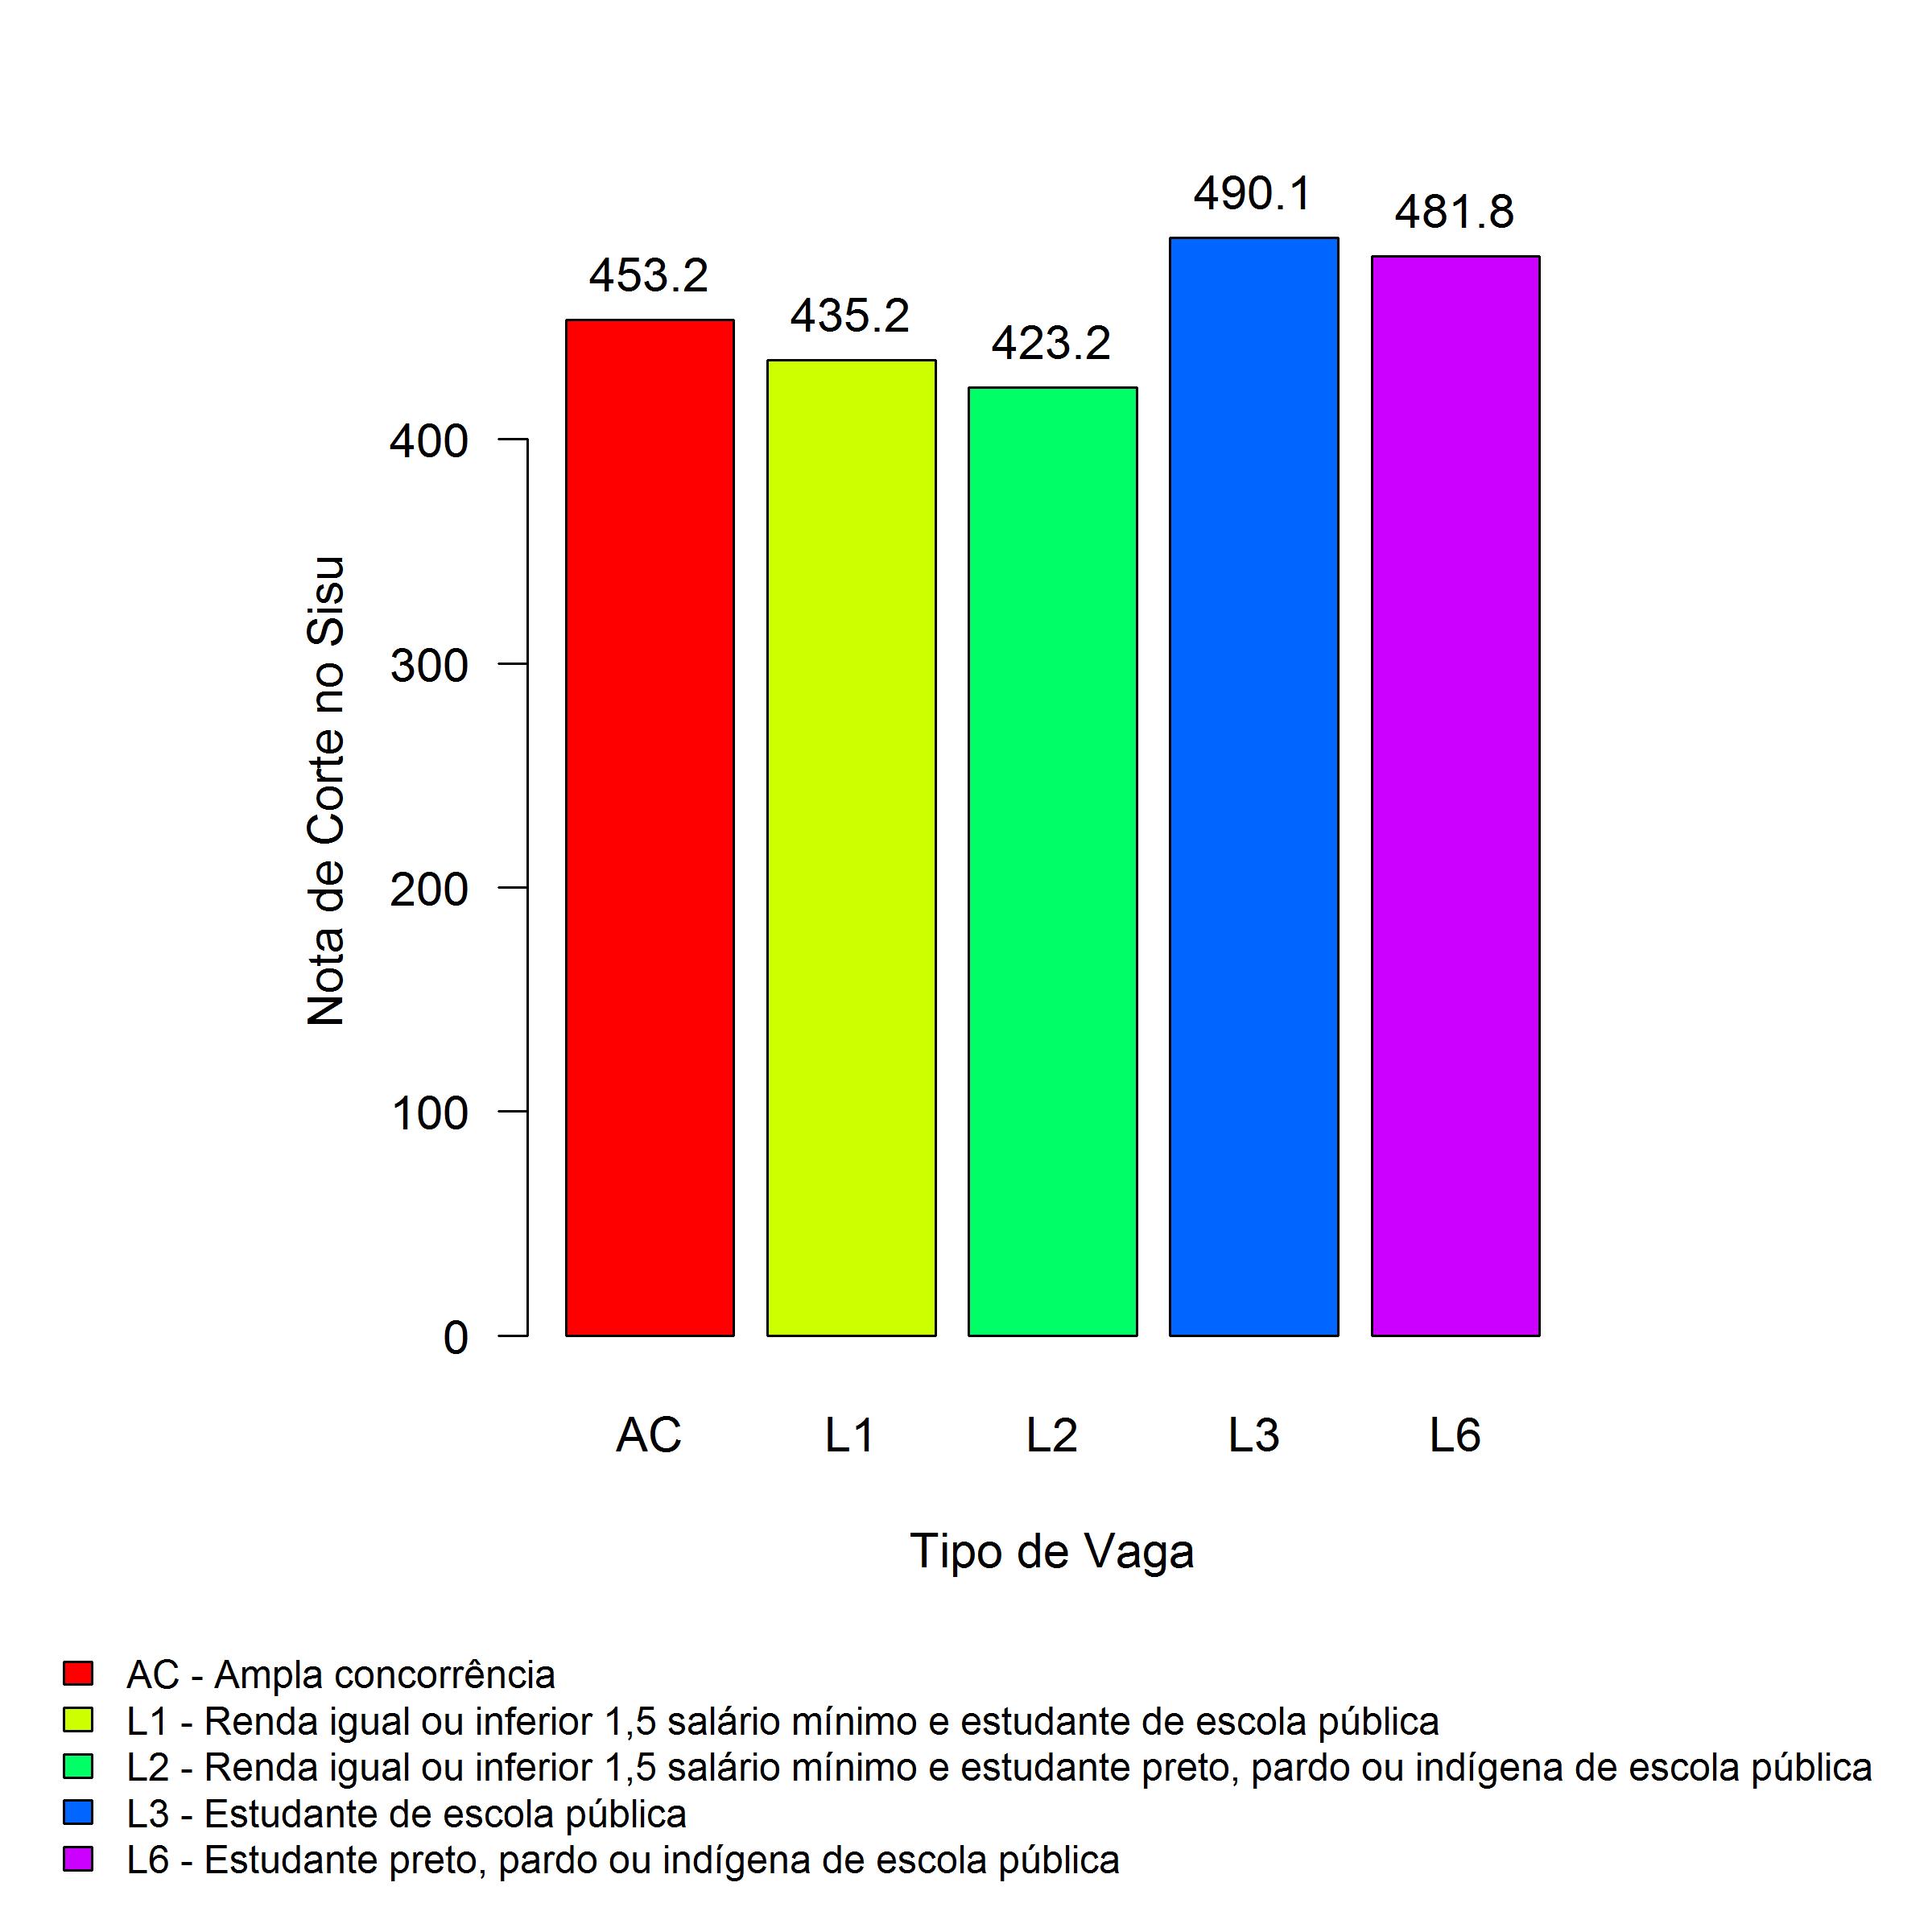 490.1
481.8
453.2
435.2
423.2
400
300
200
100
0
Nota de Corte no Sisu
AC L1 L2 L3 L6
Tipo de Vaga
AC - Ampla concorrência
L1 - Renda igual ou inferior 1,5 salário mínimo e estudante de escola pública
L2 - Renda igual ou inferior 1,5 salário mínimo e estudante preto, pardo ou indígena de escola pública
L3 - Estudante de escola pública
L6 - Estudante preto, pardo ou indígena de escola pública